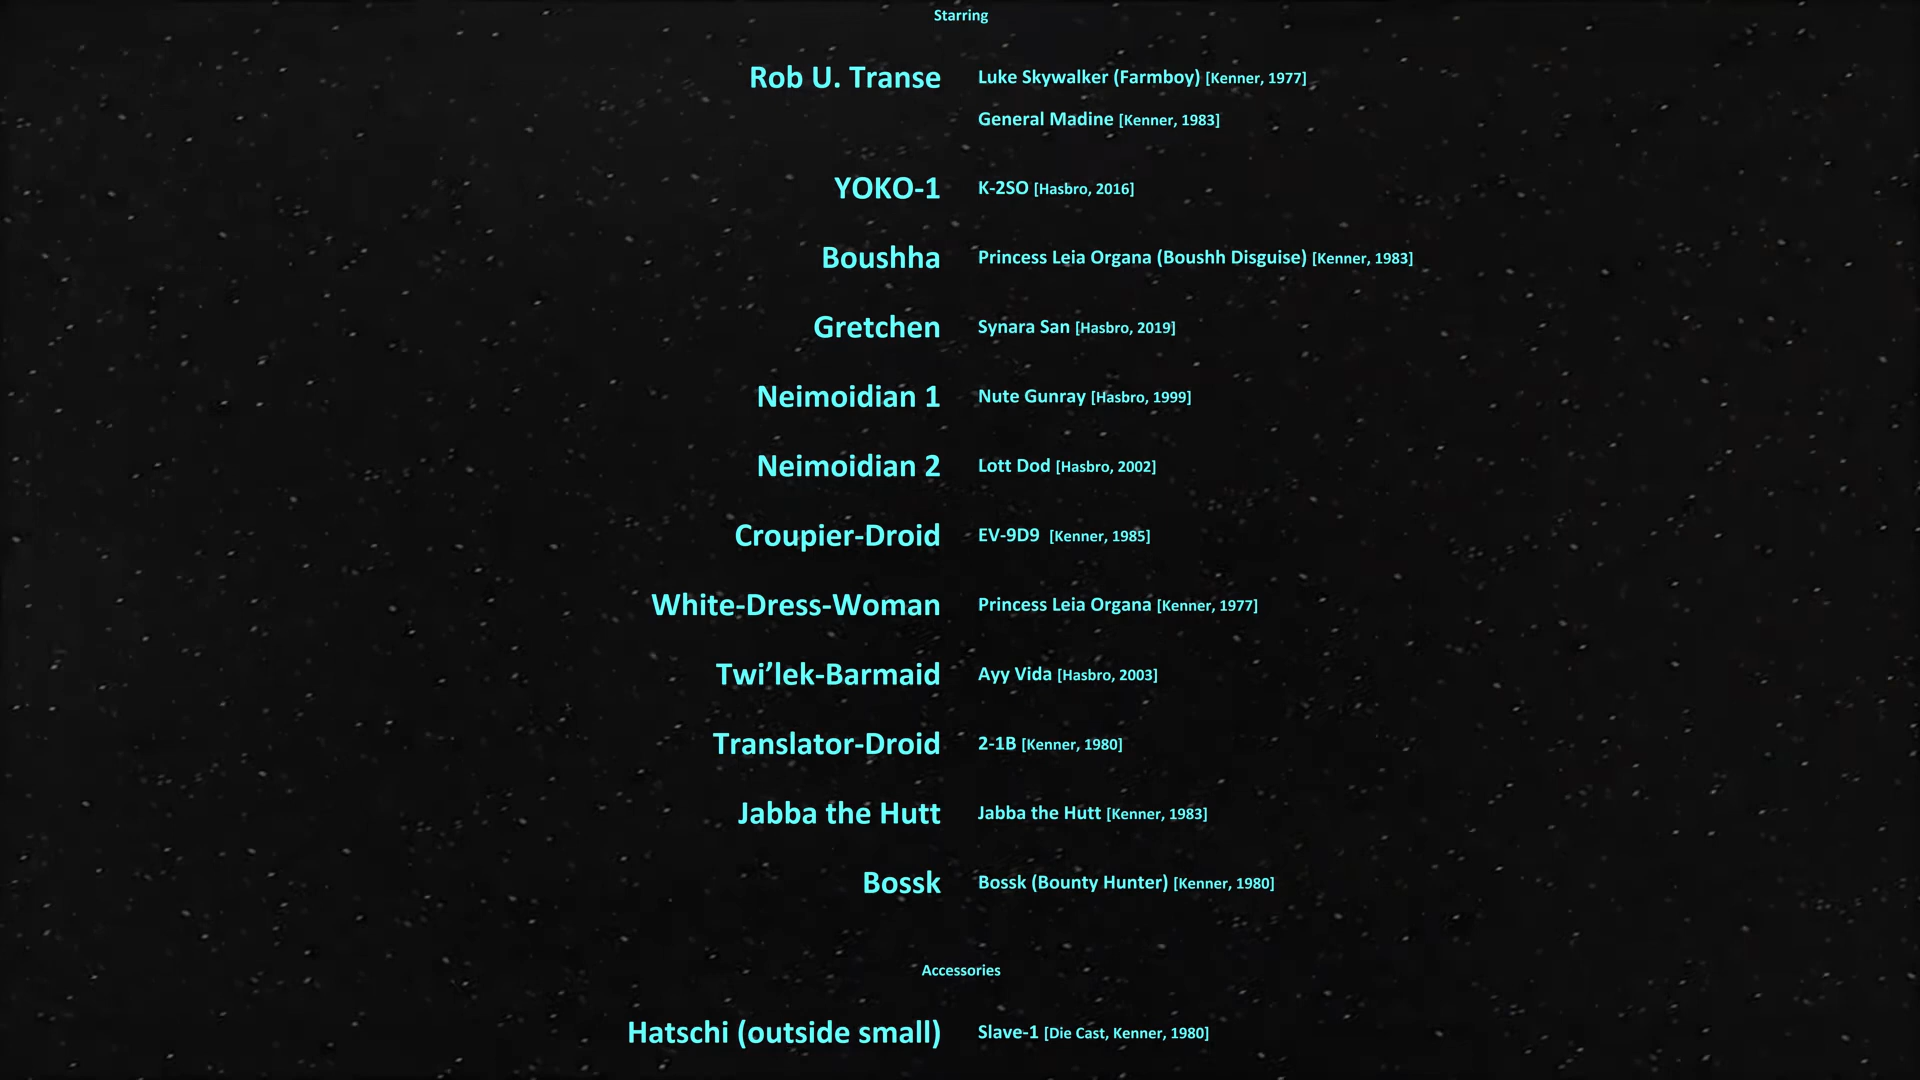 Starring
Rob U. Transe Luke Skywalker (Farmboy) [Kenner, 1977]
General Madine [Kenner, 1983]
YOKO-1 K-2SO [Hasbro, 2016]
Boushha Princess Leia Organa (Boushh Disguise) [Kenner, 1983]
Gretchen Synara San [Hasbro, 2019]
Neimoidian 1 Nute Gunray [Hasbro, 1999]
Neimoidian 2 Lott Dod [Hasbro, 2002]
Croupier-Droid EV-9D9 [Kenner, 1985]
White-Dress-Woman Princess Leia Organa [Kenner, 1977]
Twi’lek-Barmaid Ayy Vida [Hasbro, 2003]
Translator-Droid 2-1B [Kenner, 1980]
Jabba the Hutt Jabba the Hutt [Kenner, 1983]
Bossk Bossk (Bounty Hunter) [Kenner, 1980]
Accessories
Hatschi (outside small) Slave-1 [Die Cast, Kenner, 1980]